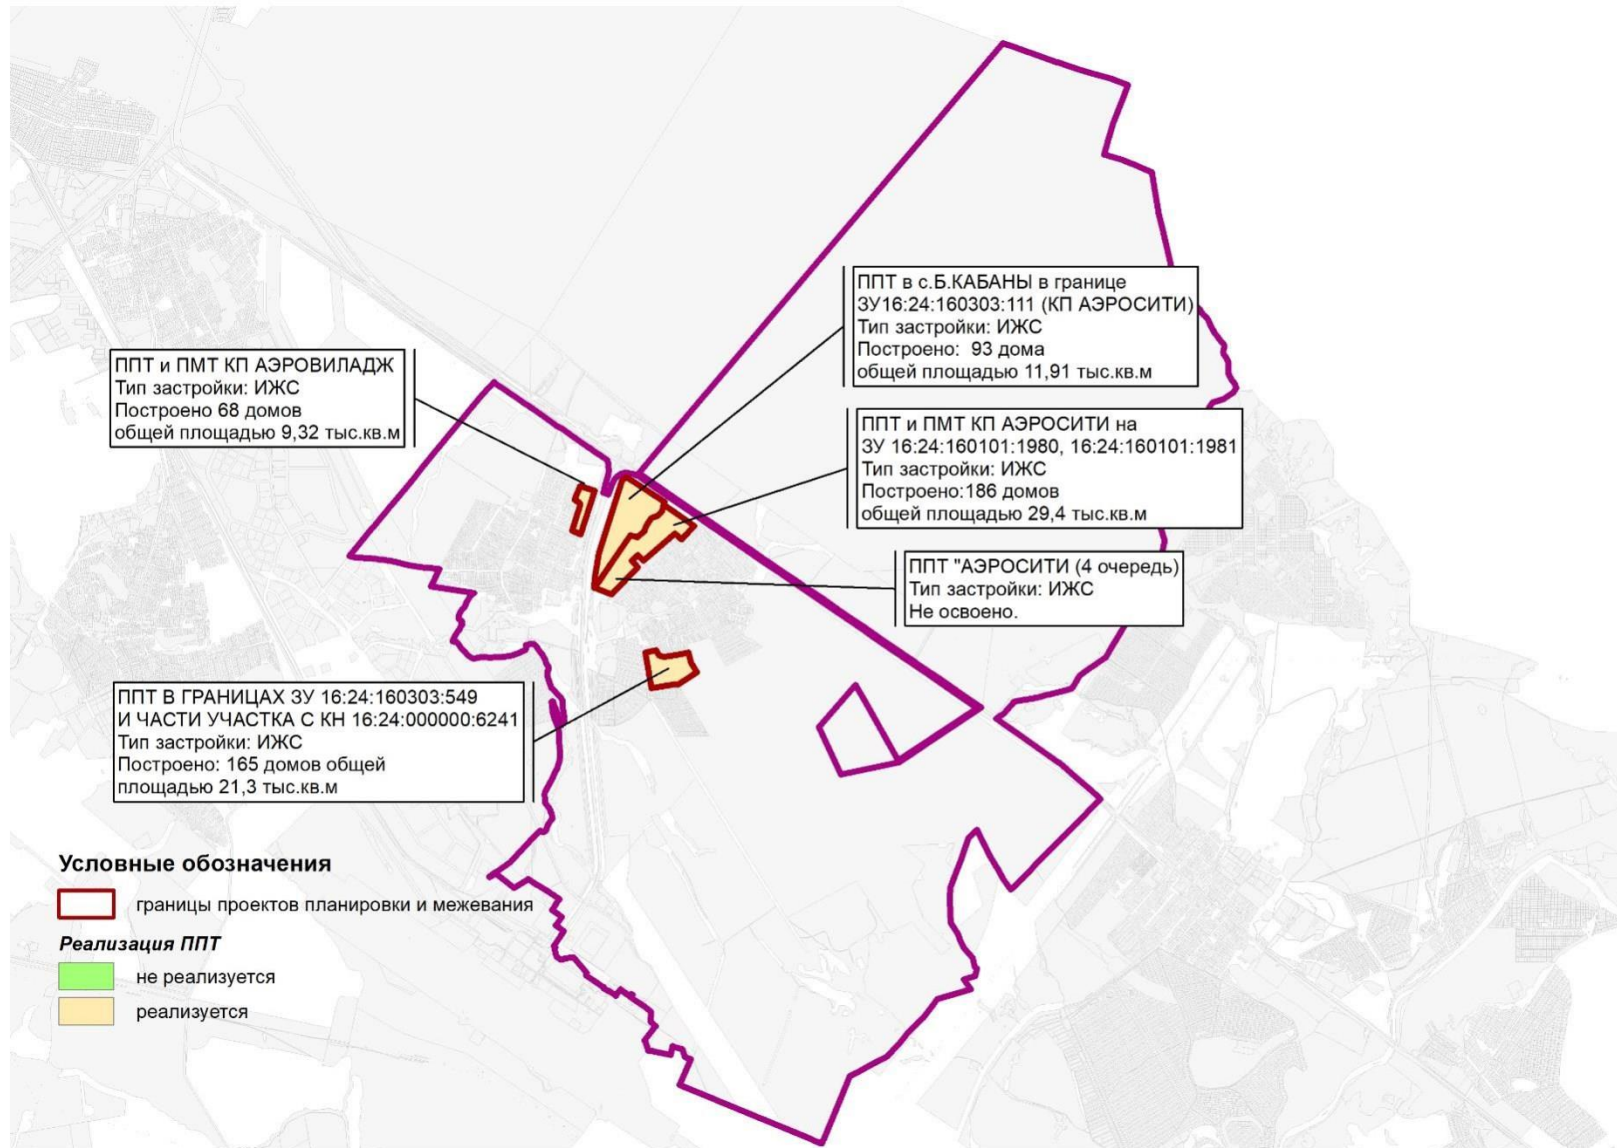 ППТ в с.Б.КАБАНЫ в границе
ЗУ16:24:160303:111 (КП АЭРОСИТИ)
Тип застройки: ИЖС
Построено:  93 дома
общей площадью 11,91 тыс.кв.м
ППТ и ПМТ КП АЭРОВИЛАДЖ
Тип застройки: ИЖС
Построено 68 домов
общей площадью 9,32 тыс.кв.м
ППТ и ПМТ КП АЭРОСИТИ на
ЗУ 16:24:160101:1980, 16:24:160101:1981
Тип застройки: ИЖС
Построено:186 домов
общей площадью 29,4 тыс.кв.м
ППТ "АЭРОСИТИ (4 очередь)
Тип застройки: ИЖС
Не освоено.
ППТ В ГРАНИЦАХ ЗУ 16:24:160303:549
И ЧАСТИ УЧАСТКА С КН 16:24:000000:6241
Тип застройки: ИЖС
Построено: 165 домов общей
площадью 21,3 тыс.кв.м
Условные обозначения
границы проектов планировки и межевания
Реализация ППТ
не реализуется
реализуется